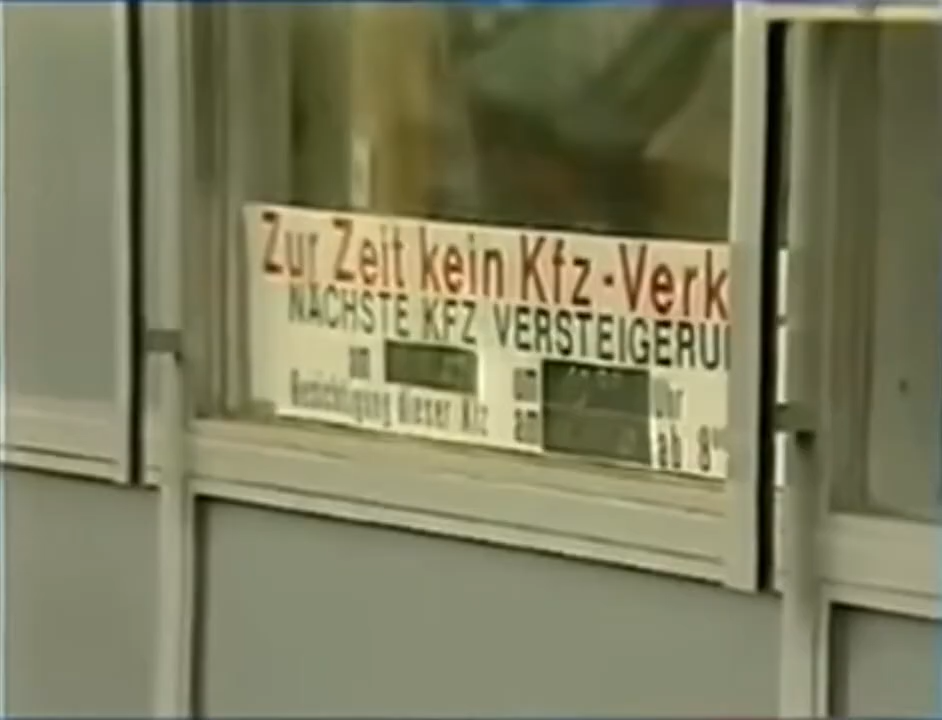 Zur Zeit kein Kfz-Verk
NÄCHSTE KFZ VERSTEIGERU
am um Uhr
Besichtigung dieser Kfz am ab 8